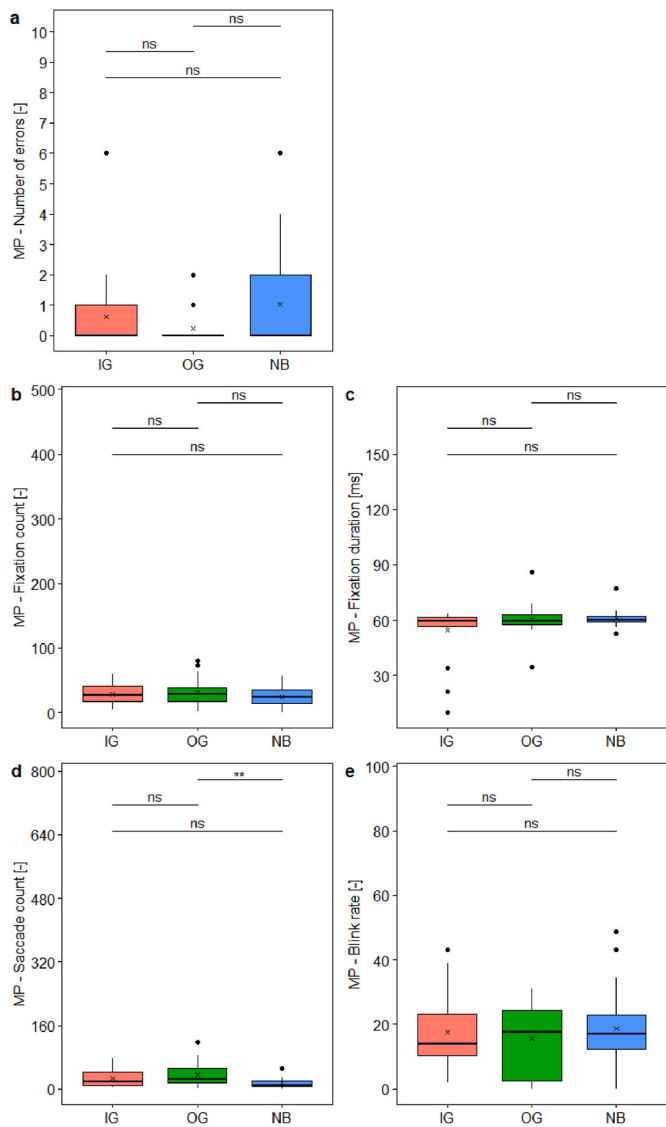 a
MP - Number of errors [-]
10
9
8
7
6
5
4
3
2
1
0
ns
ns
ns
IG OG NB
b
MP - Fixation count [-]
500
400
300
200
100
0
ns
ns
ns
IG OG NB
c
MP - Fixation duration [ms]
150
120
90
60
30
ns
ns
ns
IG OG NB
d
MP - Saccade count [-]
800
640
480
320
160
0
**
ns
ns
IG OG NB
e
MP - Blink rate [-]
100
80
60
40
20
0
ns
ns
ns
IG OG NB